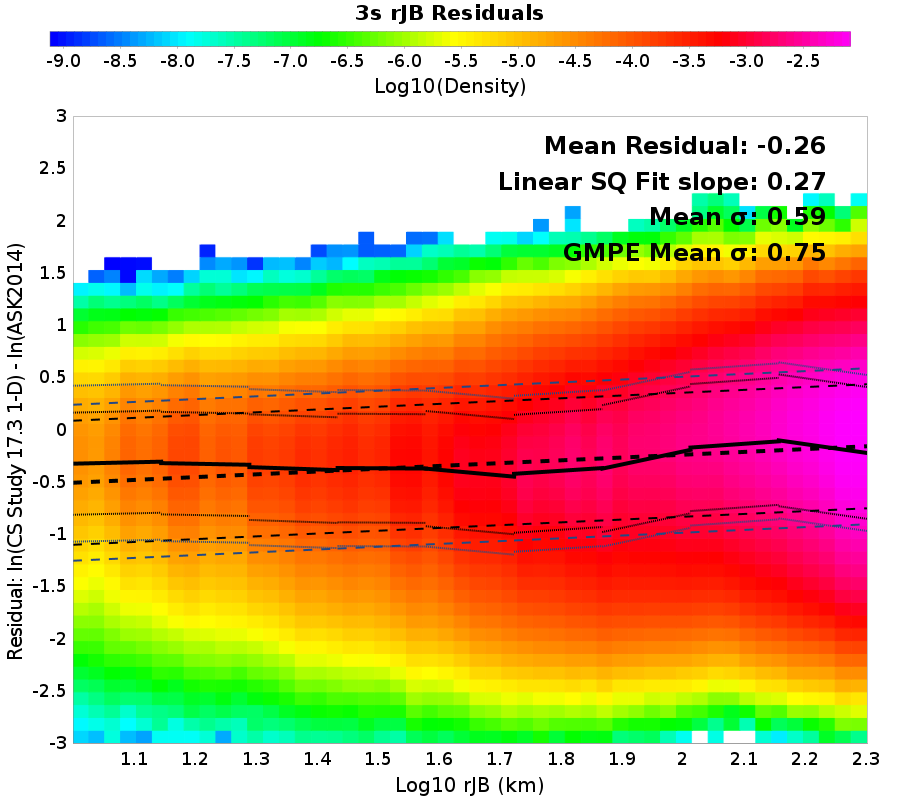 3s rJB Residuals
-9.0 -8.5 -8.0 -7.5 -7.0 -6.5 -6.0 -5.5 -5.0 -4.5 -4.0 -3.5 -3.0 -2.5
Log10(Density)
Mean Residual: -0.26
Linear SQ Fit slope: 0.27
Mean σ: 0.59
GMPE Mean σ: 0.75
Residual: ln(CS Study 17.3 1-D) - ln(ASK2014)
3
2.5
2
1.5
1
0.5
0
-0.5
-1
-1.5
-2
-2.5
-3
1.1 1.2 1.3 1.4 1.5 1.6 1.7 1.8 1.9 2 2.1 2.2 2.3
Log10 rJB (km)